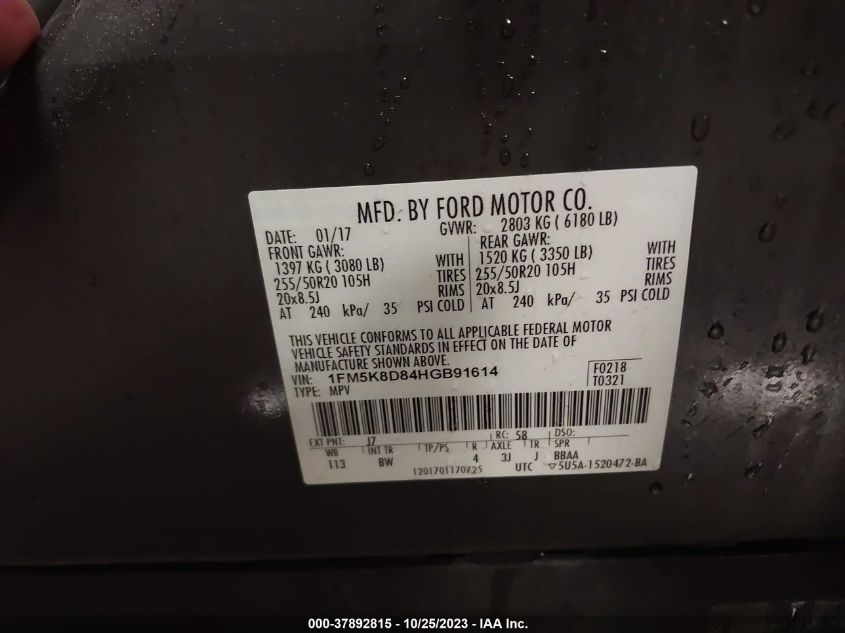 MFD. BY FORD MOTOR CO.
DATE: 01/17 GVWR: 2803 KG ( 6180 LB)
FRONT GAWR: REAR GAWR:
1397 KG ( 3080 LB) WITH 1520 KG ( 3350 LB) WITH
255/50R20 105H TIRES 255/50R20 105H TIRES
20x8.5J RIMS 20x8.5J RIMS
AT 240 kPa/ 35 PSI COLD AT 240 kPa/ 35 PSI COLD
THIS VEHICLE CONFORMS TO ALL APPLICABLE FEDERAL MOTOR
VEHICLE SAFETY STANDARDS IN EFFECT ON THE DATE OF
MANUFACTURE SHOWN ABOVE.
VIN: 1FM5K8D84HGB91614 F0218
TYPE: MPV T0321
EXT PNT: J7 RC: 58 DSO:
WB INT TR TP/PS R AXLE TR SPR
113 BW 4 3J J BBAA
1201701170725 UTC ▽5U5A-1520472-BA
000-37892815 - 10/25/2023 - IAA Inc.